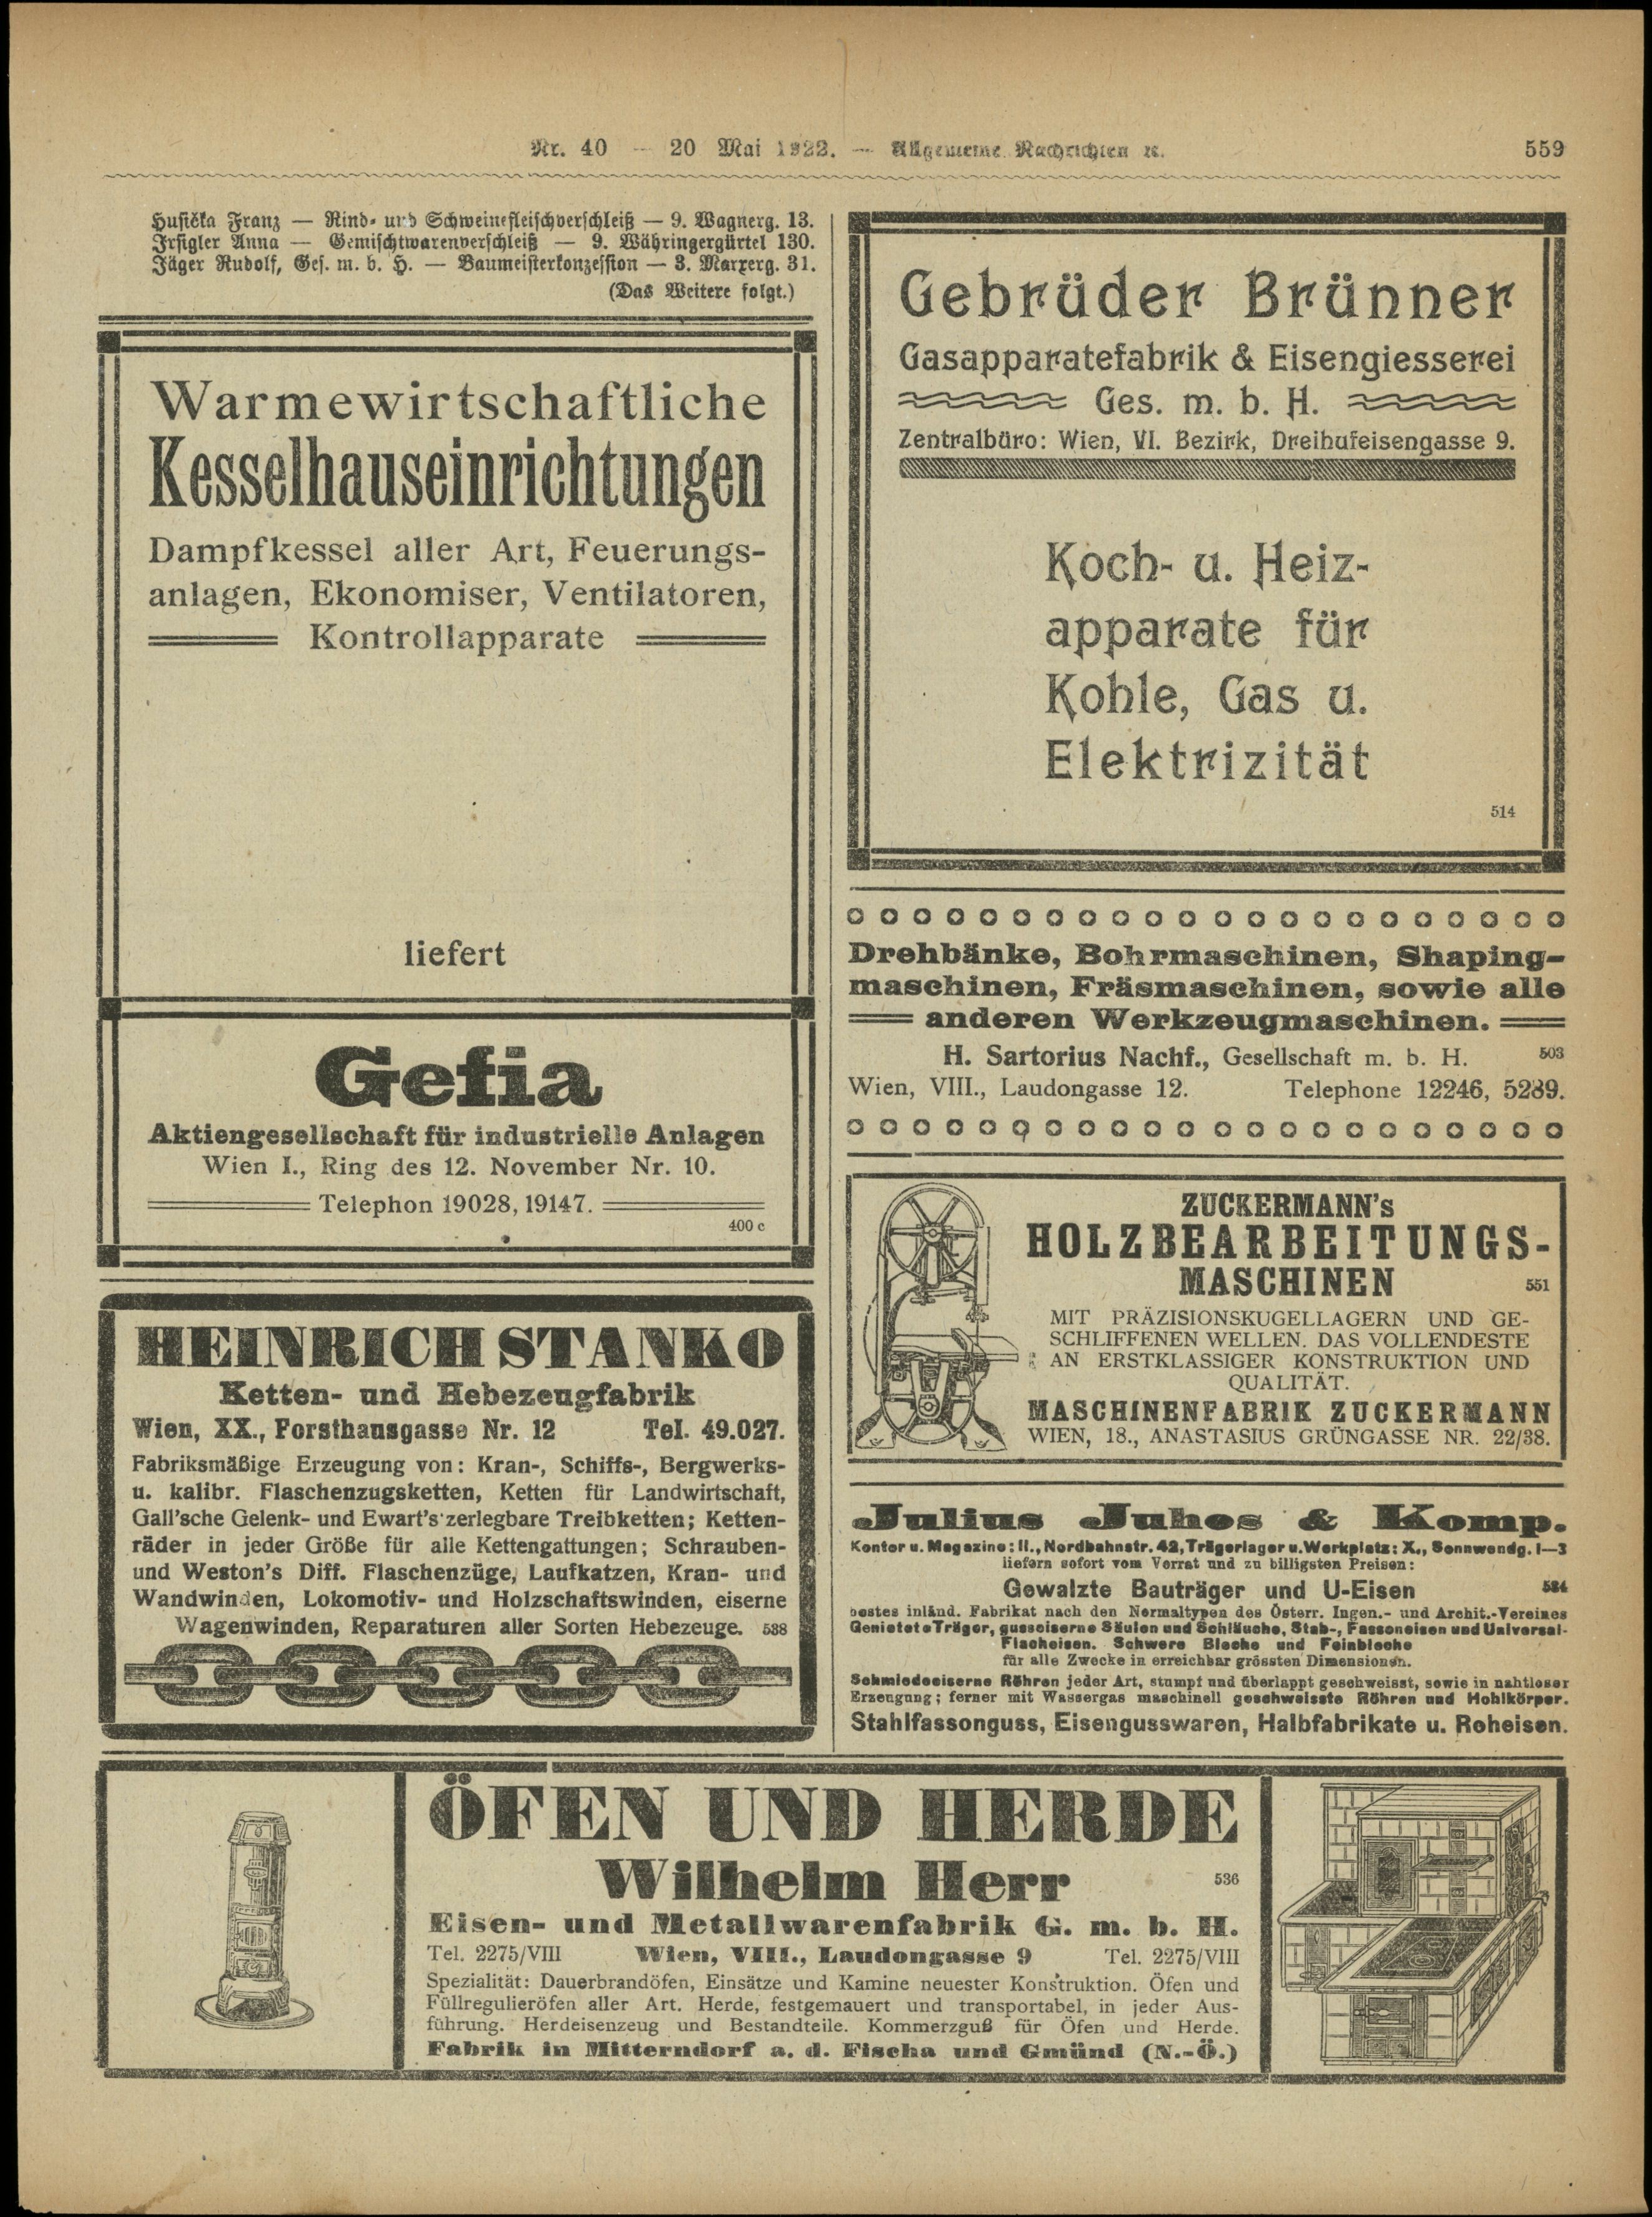 Nr. 40 — 20 Mai 1922. — Allgemeine Nachrichten ꝛc.
559
Husička Franz — Rind- und Schweinefleischverschleiß — 9. Wagnerg. 13.
Irsigler Anna — Gemischtwarenverschleiß — 9. Währingergürtel 130.
Jäger Rudolf, Ges. m. b. H. — Baumeisterkonzession — 3. Marxerg. 31.
(Das Weitere folgt.)
Warmewirtschaftliche
Kesselhauseinrichtungen
Dampfkessel aller Art, Feuerungs-
anlagen, Ekonomiser, Ventilatoren,
Kontrollapparate
liefert
Gefia
Aktiengesellschaft für industrielle Anlagen
Wien I., Ring des 12. November Nr. 10.
Telephon 19028, 19147.
400 c
HEINRICH STANKO
Ketten- und Hebezeugfabrik
Wien, XX., Forsthausgasse Nr. 12 Tel. 49.027.
Fabriksmäßige Erzeugung von: Kran-, Schiffs-, Bergwerks-
u. kalibr. Flaschenzugsketten, Ketten für Landwirtschaft,
Gall'sche Gelenk- und Ewart's zerlegbare Treibketten; Ketten-
räder in jeder Größe für alle Kettengattungen; Schrauben-
und Weston's Diff. Flaschenzüge, Laufkatzen, Kran- und
Wandwinden, Lokomotiv- und Holzschaftswinden, eiserne
Wagenwinden, Reparaturen aller Sorten Hebezeuge. 538
Gebrüder Brünner
Gasapparatefabrik & Eisengiesserei
Ges. m. b. H.
Zentralbüro: Wien, VI. Bezirk, Dreihufeisengasse 9.
Koch- u. Heiz-
apparate für
Kohle, Gas u.
Elektrizität
514
Drehbänke, Bohrmaschinen, Shaping-
maschinen, Fräsmaschinen, sowie alle
anderen Werkzeugmaschinen.
H. Sartorius Nachf., Gesellschaft m. b. H. 503
Wien, VIII., Laudongasse 12. Telephone 12246, 5289.
ZUCKERMANN's
HOLZBEARBEITUNGS-
MASCHINEN 551
MIT PRÄZISIONSKUGELLAGERN UND GE-
SCHLIFFENEN WELLEN. DAS VOLLENDESTE
AN ERSTKLASSIGER KONSTRUKTION UND
QUALITÄT.
MASCHINENFABRIK ZUCKERMANN
WIEN, 18., ANASTASIUS GRÜNGASSE NR. 22/38.
Julius Juhos & Komp.
Kontor u. Magazine: II., Nordbahnstr. 42, Trägerlager u. Werkplatz: X., Sonnwendg. 1—3
liefern sofort vom Vorrat und zu billigsten Preisen:
Gewalzte Bauträger und U-Eisen 584
bestes inländ. Fabrikat nach den Normaltypen des Österr. Ingen.- und Archit.-Vereines
Genietete Träger, gusseiserne Säulen und Schläuche, Stab-, Fassoneisen und Universal-
Flacheisen. Schwere Bleche und Feinbleche
für alle Zwecke in erreichbar grössten Dimensionen.
Schmiedeeiserne Röhren jeder Art, stumpf und überlappt geschweisst, sowie in nahtloser
Erzeugung; ferner mit Wassergas maschinell geschweisste Röhren und Hohlkörper.
Stahlfassonguss, Eisengusswaren, Halbfabrikate u. Roheisen.
ÖFEN UND HERDE
Wilhelm Herr 536
Eisen- und Metallwarenfabrik G. m. b. H.
Tel. 2275/VIII Wien, VIII., Laudongasse 9 Tel. 2275/VIII
Spezialität: Dauerbrandöfen, Einsätze und Kamine neuester Konstruktion. Öfen und
Füllregulieröfen aller Art. Herde, festgemauert und transportabel, in jeder Aus-
führung. Herdeisenzeug und Bestandteile. Kommerzguß für Öfen und Herde.
Fabrik in Mitterndorf a. d. Fischa und Gmünd (N.-Ö.)